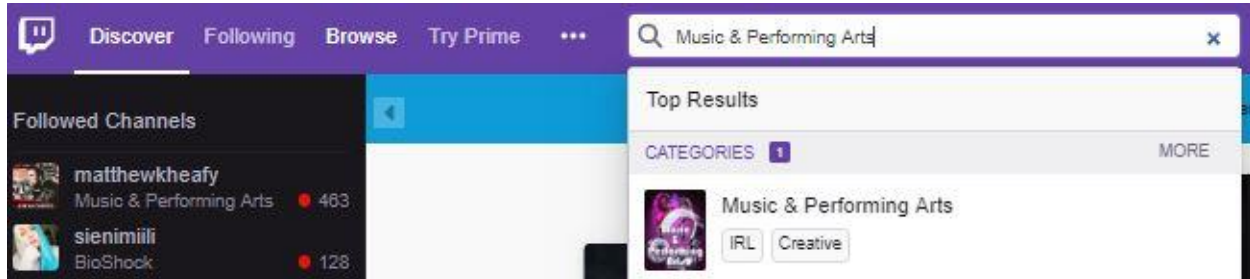 Discover Following Browse Try Prime ••• Music & Performing Arts ×
Top Results
Followed Channels
CATEGORIES 1 MORE
matthewkheafy
Music & Performing Arts 463
Music & Performing Arts
IRL Creative
sienimiili
BioShock 128